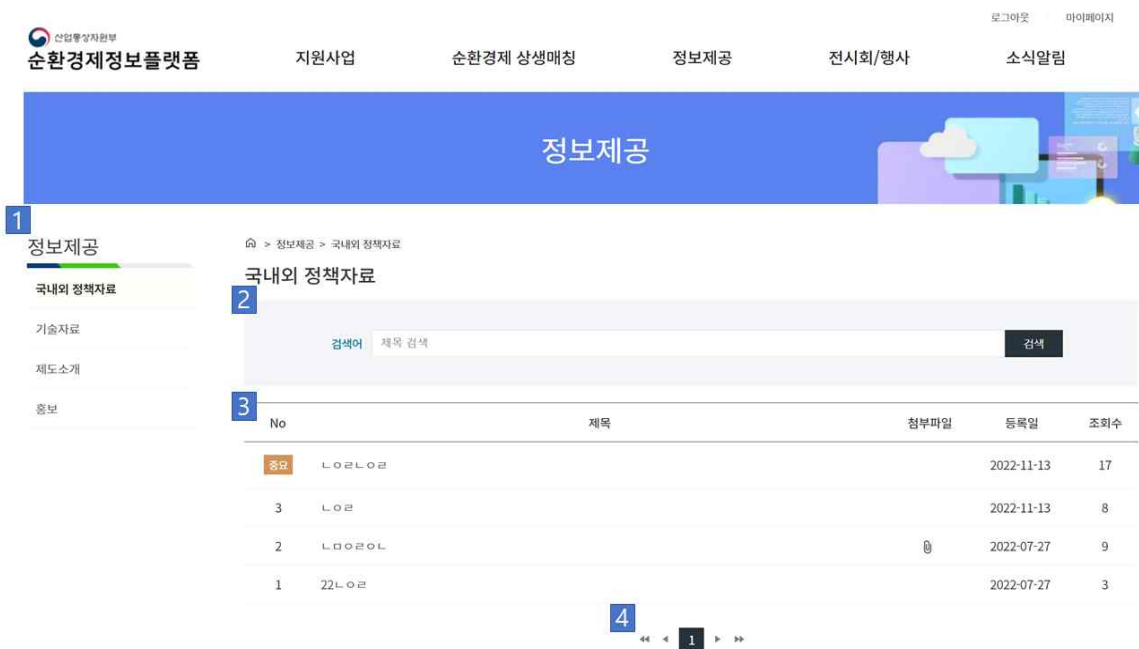 로그아웃 마이페이지
산업통상자원부
순환경제정보플랫폼 지원사업 순환경제 상생매칭 정보제공 전시회/행사 소식알림
정보제공
1
정보제공
국내외 정책자료
기술자료
제도소개
홍보
> 정보제공 > 국내외 정책자료
국내외 정책자료
2
검색어 제목 검색 검색
3
No 제목 첨부파일 등록일 조회수
중요 ㄴㅇㄹㄴㅇㄹ 2022-11-13 17
3 ㄴㅇㄹ 2022-11-13 8
2 ㄴㅁㅇㄹㅇㄴ 2022-07-27 9
1 22ㄴㅇㄹ 2022-07-27 3
4
1